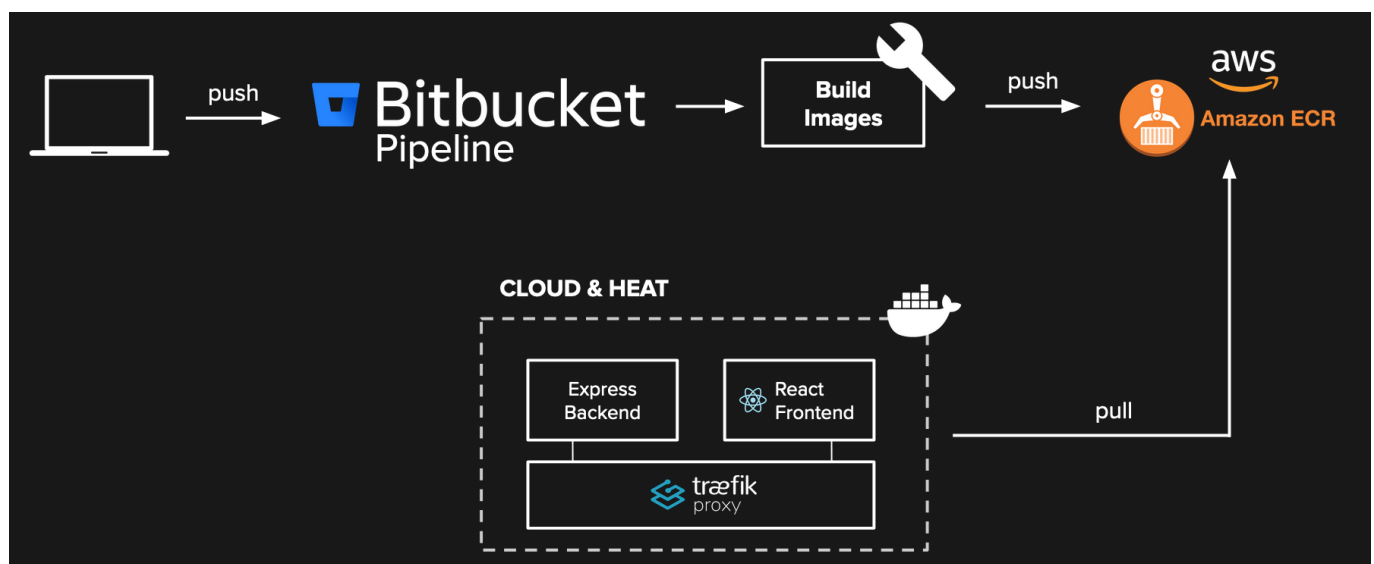 push
Bitbucket
Pipeline
Build
Images
push
aws
Amazon ECR
CLOUD & HEAT
Express
Backend
React
Frontend
træfik
proxy
pull